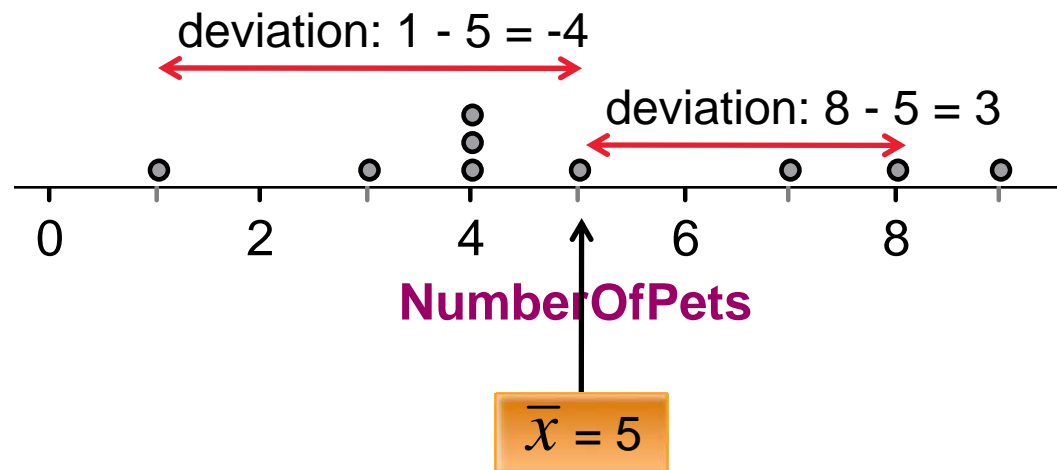 deviation: 1 - 5 = -4
deviation: 8 - 5 = 3
0 2 4 6 8
NumberOfPets
x̅ = 5